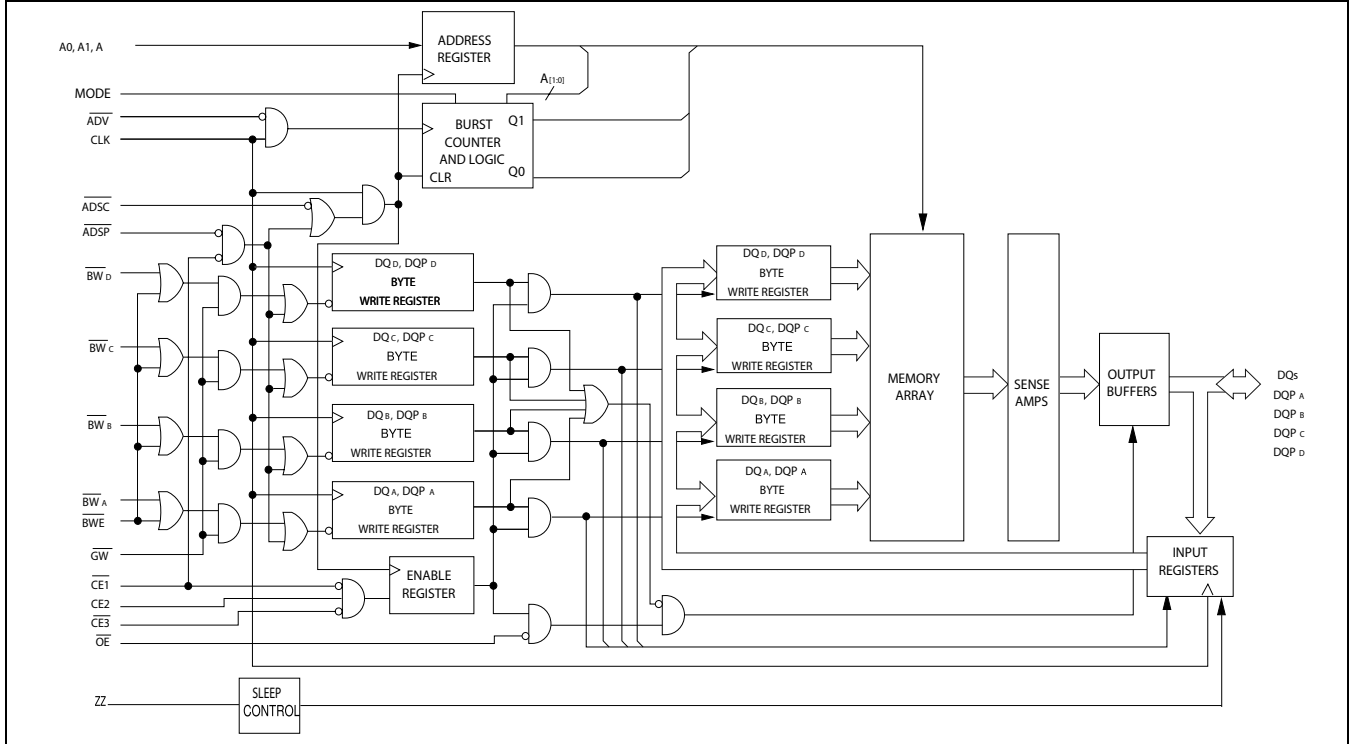 A0, A1, A
ADDRESS
REGISTER
A[1:0]
MODE
ADV
CLK
BURST
COUNTER
AND LOGIC
CLR
Q1
Q0
ADSC
ADSP
BW D
BW C
BW B
BW A
BWE
GW
CE1
CE2
CE3
OE
ZZ
DQ D, DQP D
BYTE
WRITE REGISTER
DQ C, DQP C
BYTE
WRITE REGISTER
DQ B, DQP B
BYTE
WRITE REGISTER
DQ A, DQP A
BYTE
WRITE REGISTER
ENABLE
REGISTER
SLEEP
CONTROL
DQ D, DQP D
BYTE
WRITE REGISTER
DQ C, DQP C
BYTE
WRITE REGISTER
DQ B, DQP B
BYTE
WRITE REGISTER
DQ A, DQP A
BYTE
WRITE REGISTER
MEMORY
ARRAY
SENSE
AMPS
OUTPUT
BUFFERS
INPUT
REGISTERS
DQs
DQP A
DQP B
DQP C
DQP D